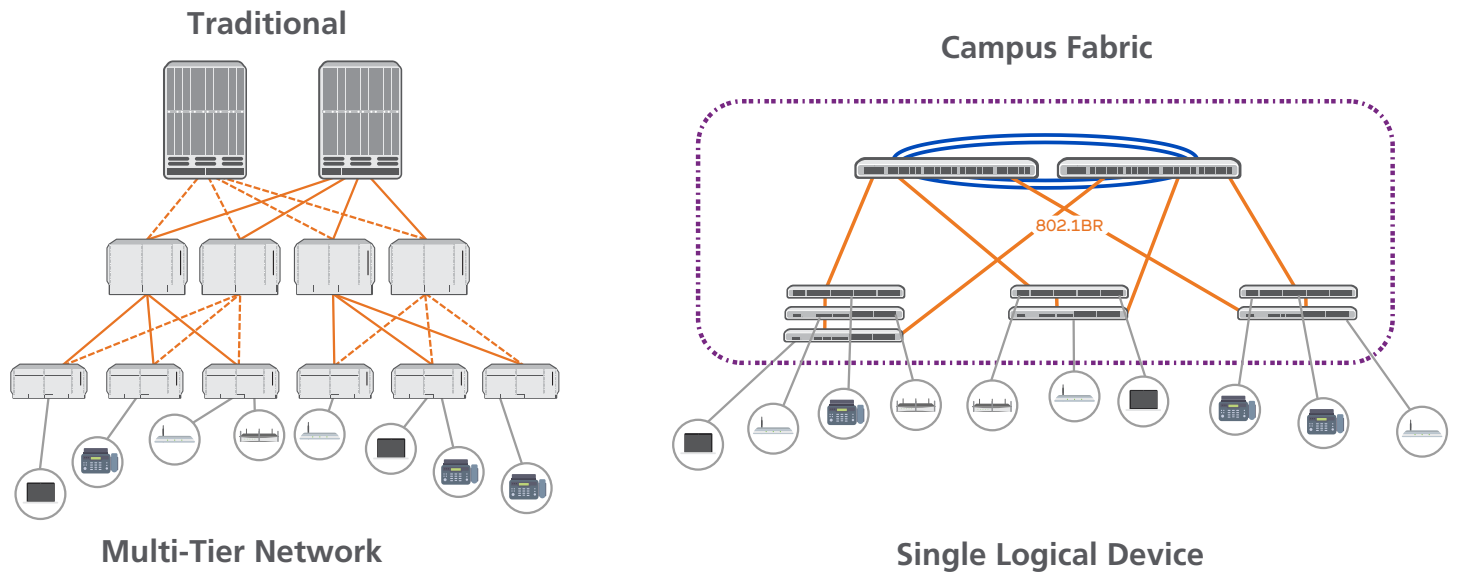 Traditional
Campus Fabric
802.1BR
Multi-Tier Network
Single Logical Device